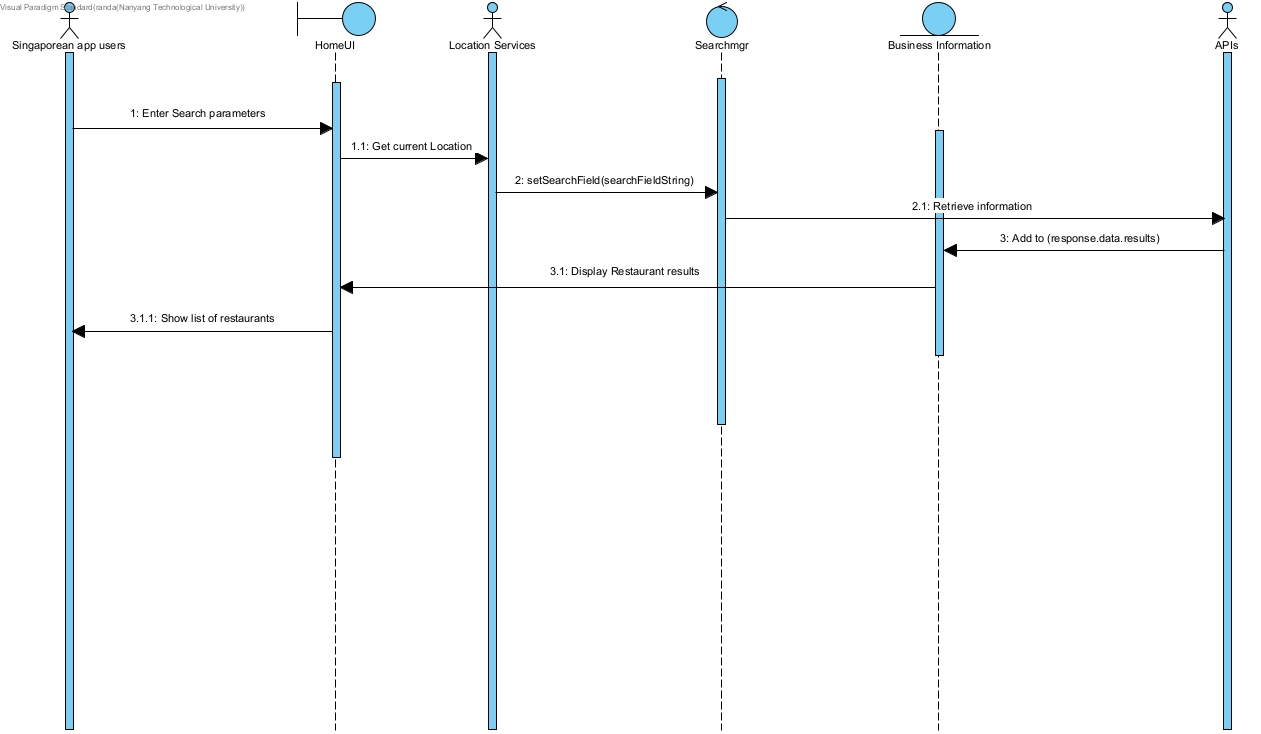 Visual Paradigm Standard(randa(Nanyang Technological University))
Singaporean app users
HomeUI
Location Services
Searchmgr
Business Information
APIs
1: Enter Search parameters
1.1: Get current Location
2: setSearchField(searchFieldString)
2.1: Retrieve information
3: Add to (response.data.results)
3.1: Display Restaurant results
3.1.1: Show list of restaurants